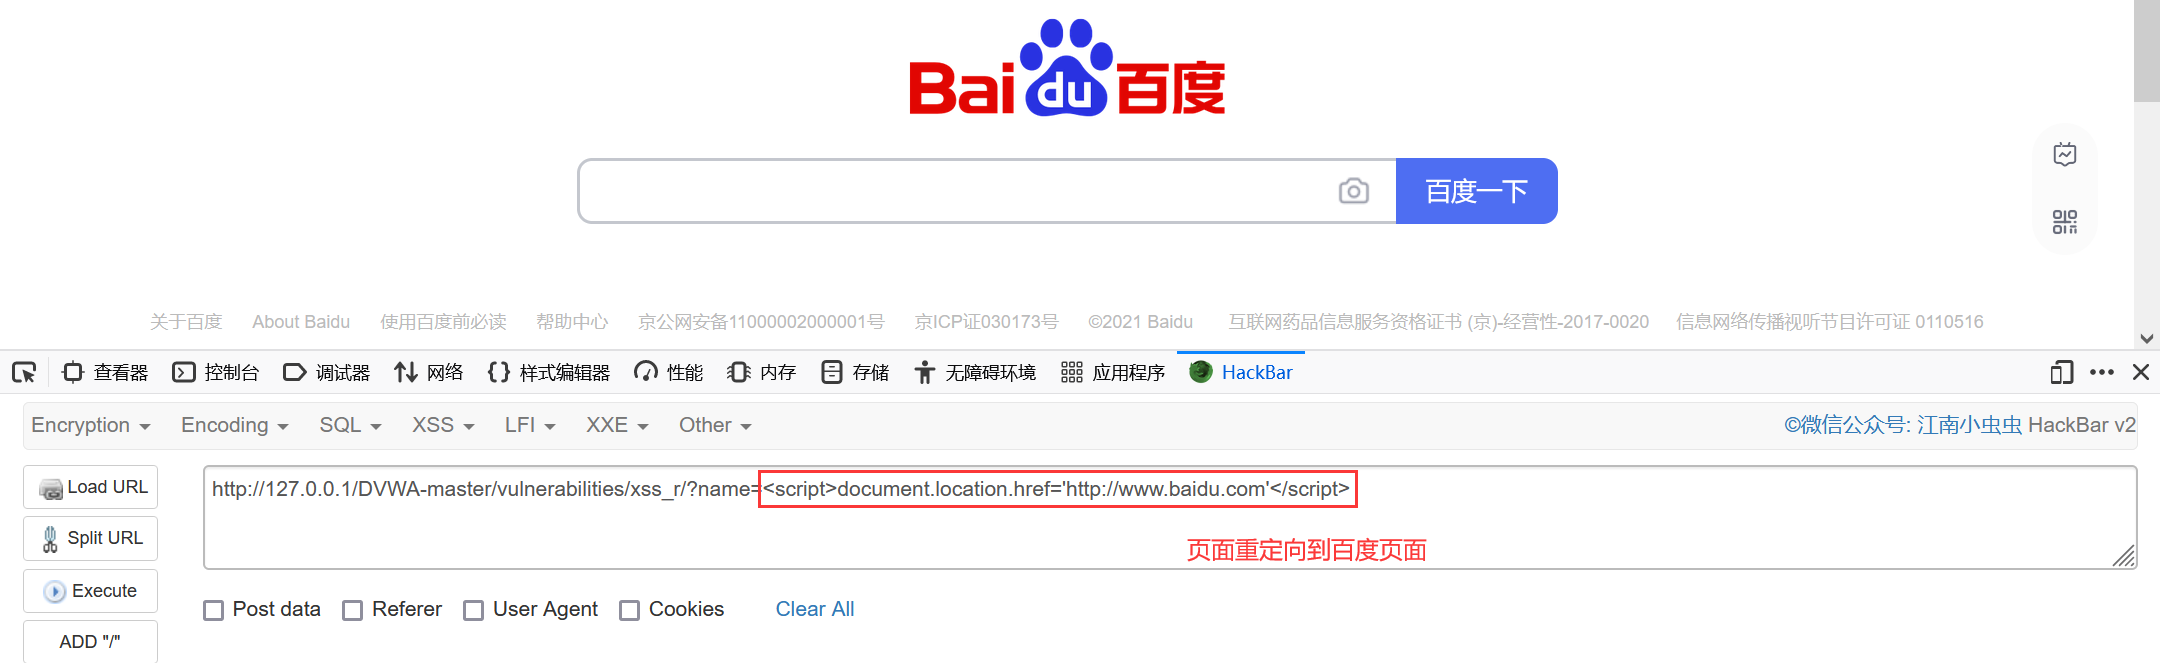 Bai du 百度
百度一下
关于百度 About Baidu 使用百度前必读 帮助中心 京公网安备11000002000001号 京ICP证030173号 ©2021 Baidu 互联网药品信息服务资格证书 (京)-经营性-2017-0020 信息网络传播视听节目许可证 0110516
查看器 控制台 调试器 网络 样式编辑器 性能 内存 存储 无障碍环境 应用程序 HackBar
Encryption Encoding SQL XSS LFI XXE Other ©微信公众号: 江南小虫虫 HackBar v2
Load URL
http://127.0.0.1/DVWA-master/vulnerabilities/xss_r/?name=<script>document.location.href='http://www.baidu.com'</script>
Split URL
页面重定向到百度页面
Execute
Post data Referer User Agent Cookies Clear All
ADD "/"